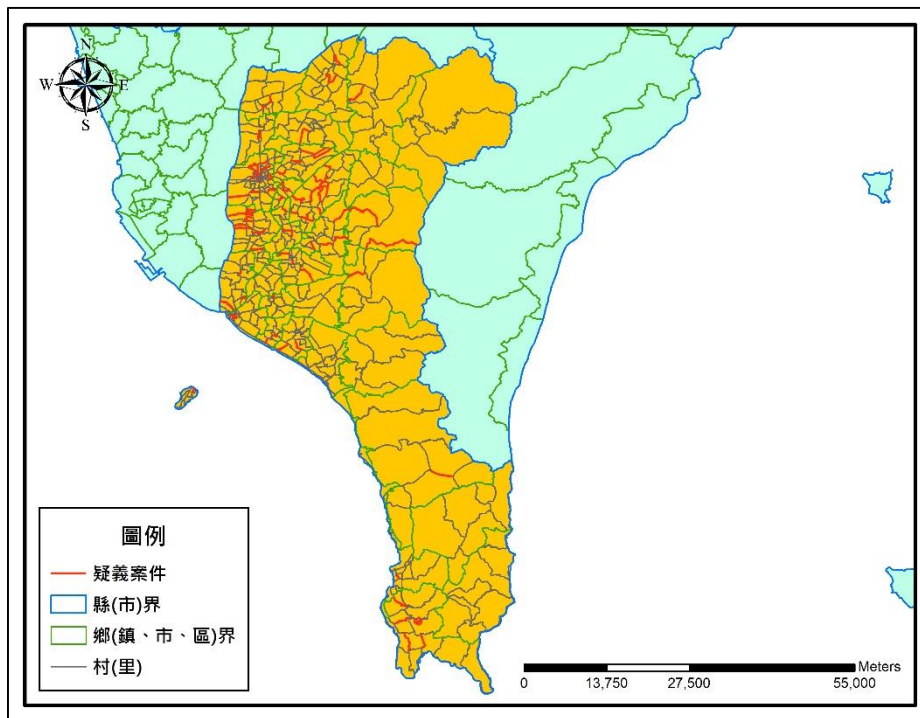 N
W E
S
圖例
疑義案件
縣(市)界
鄉(鎮、市、區)界
村(里)
Meters
0 13,750 27,500 55,000